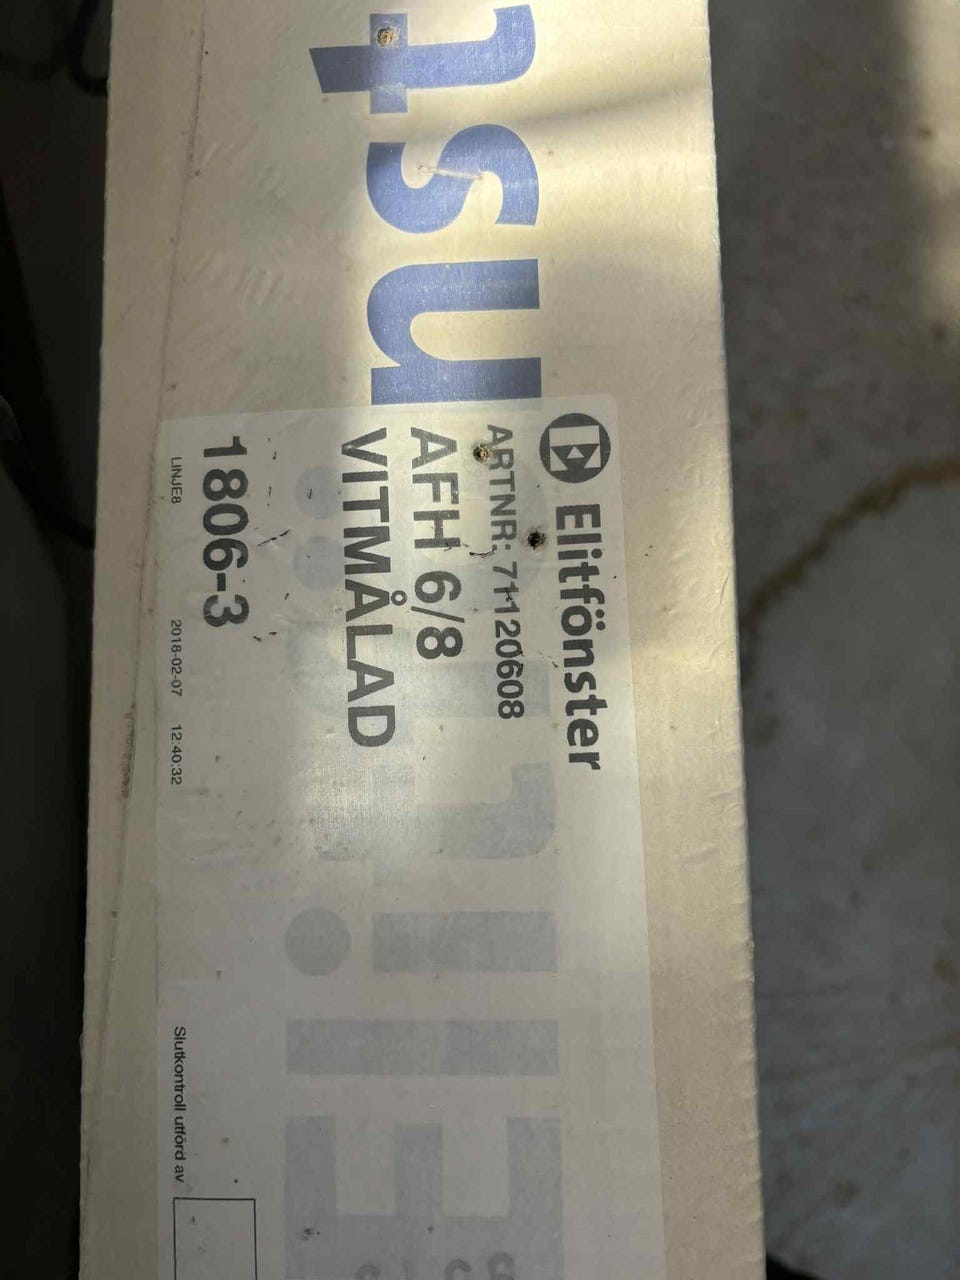 Elitfönster
ARTNR: 71120608
AFH 6/8
VITMÅLAD
1806-3
LINJE8 2018-02-07 12:40:32
Slutkontroll utförd av
Elitfönst